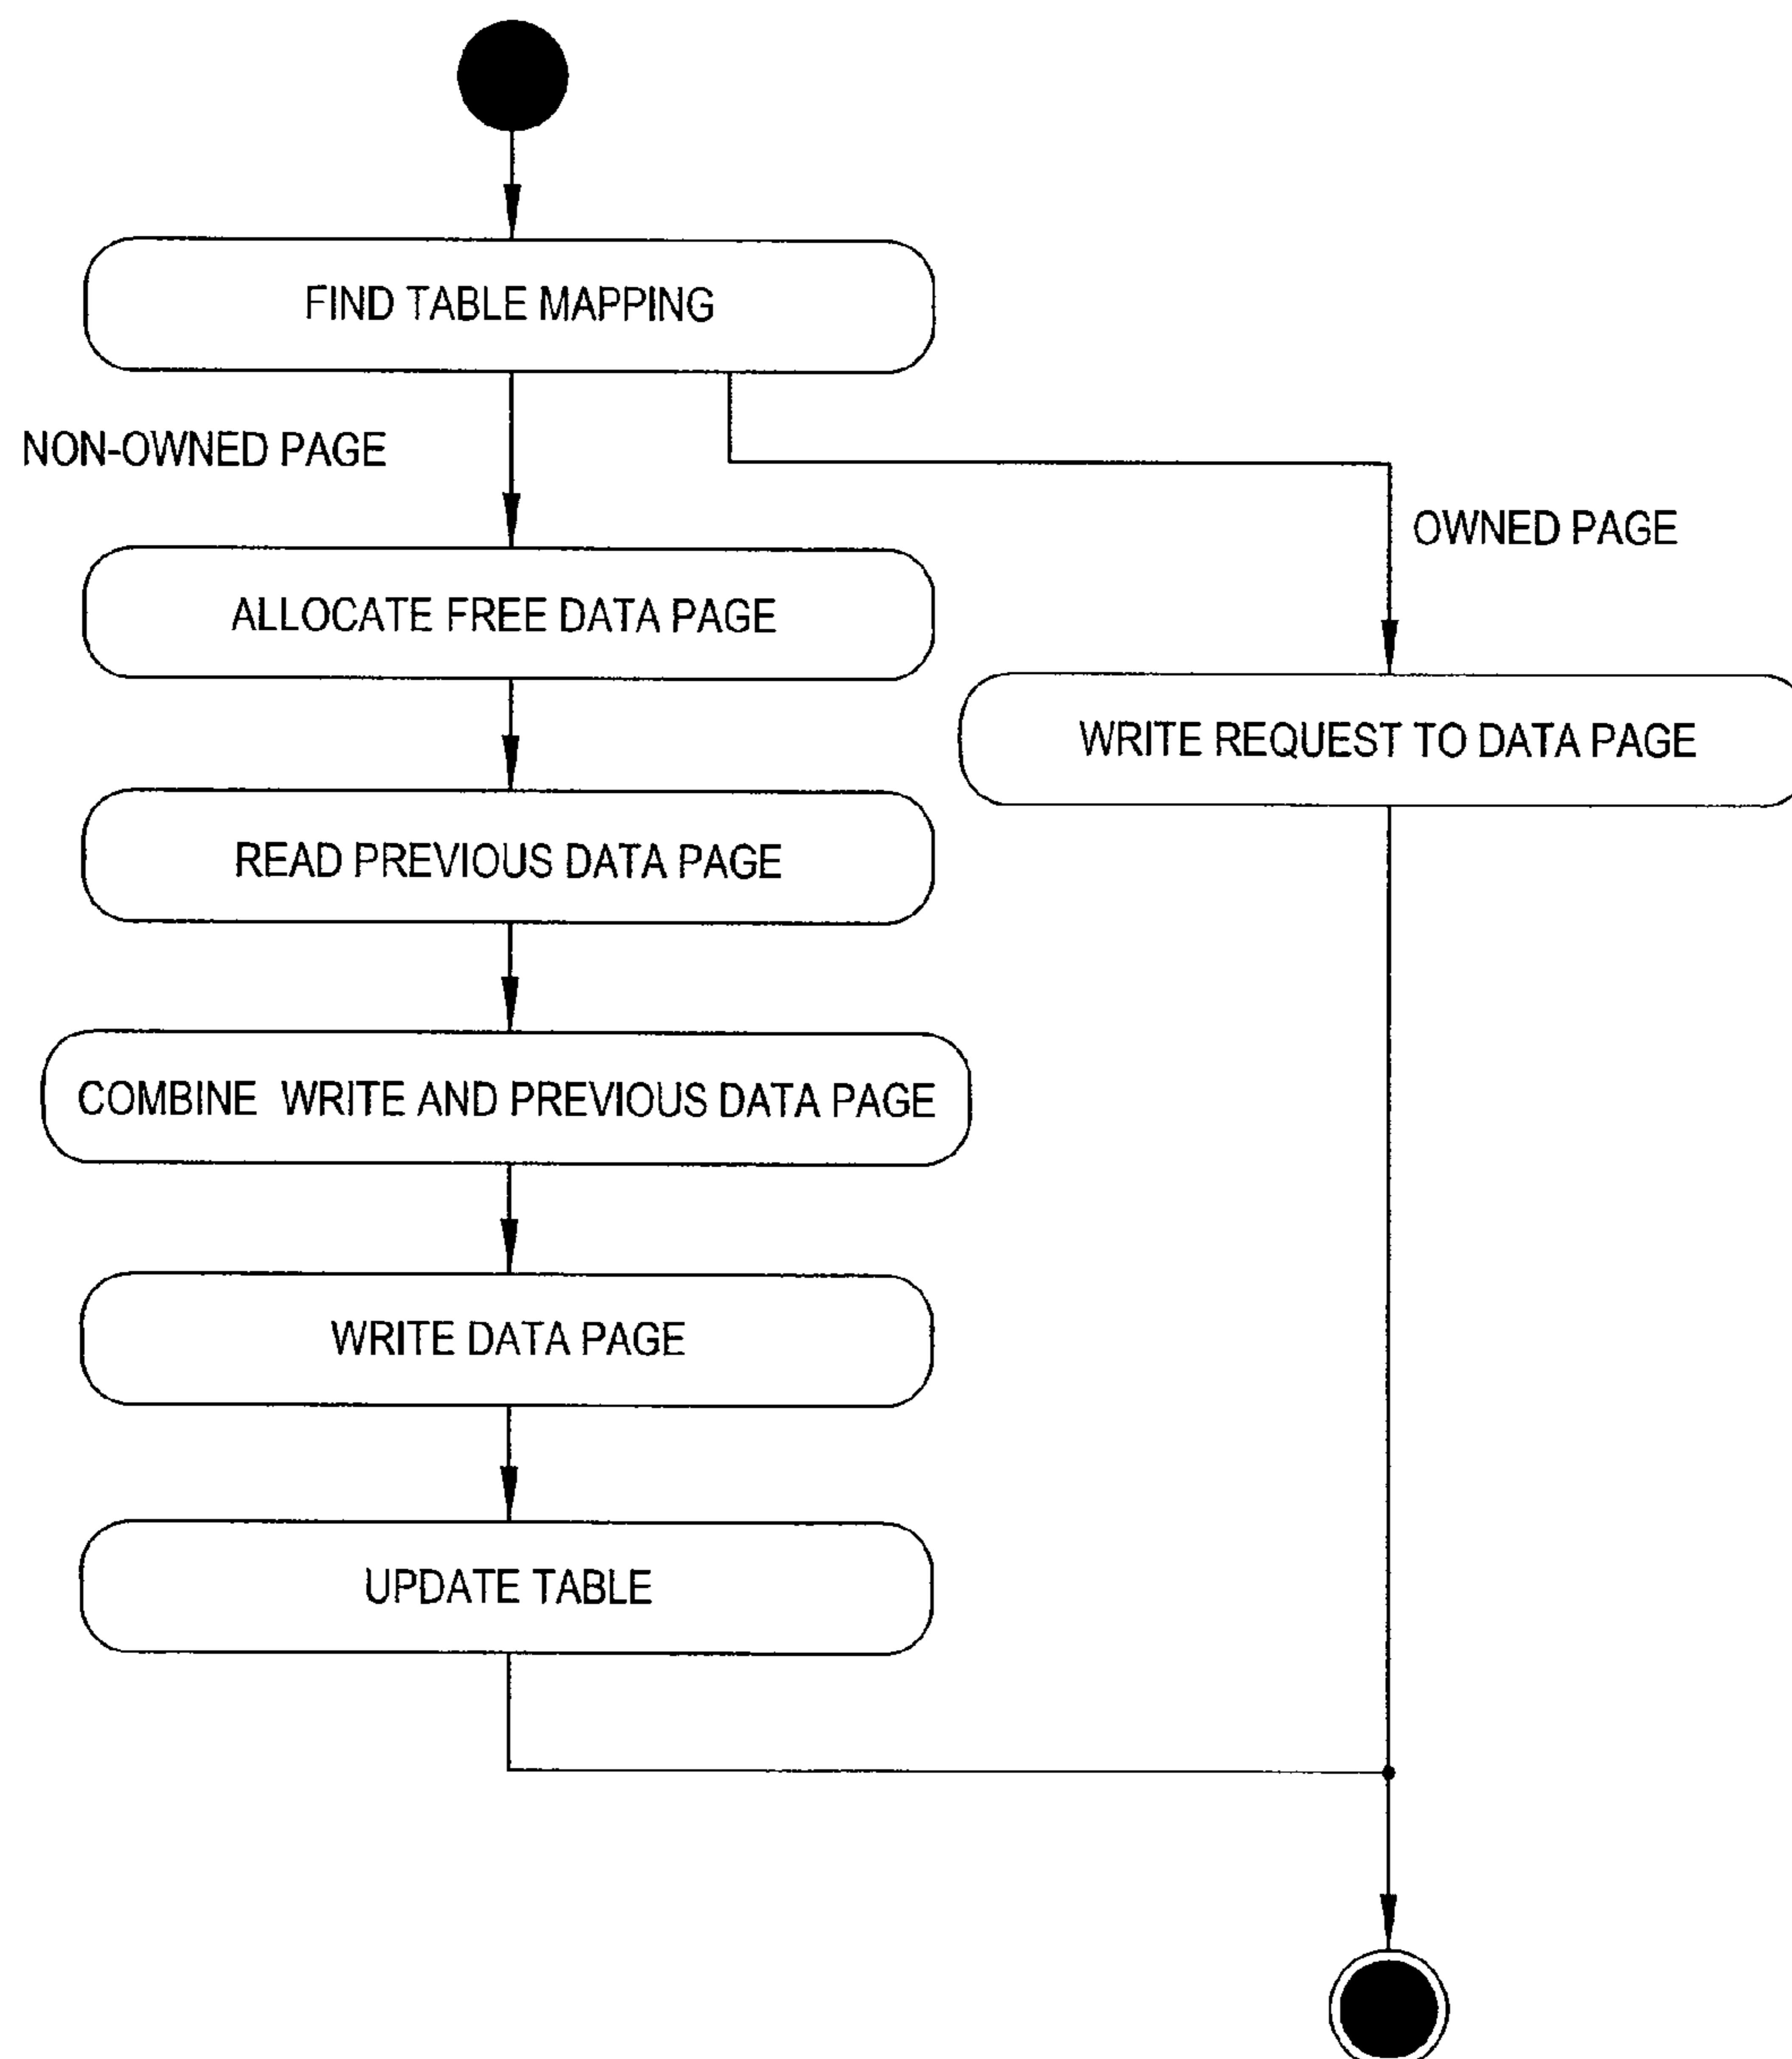 FIND TABLE MAPPING
NON-OWNED PAGE
OWNED PAGE
ALLOCATE FREE DATA PAGE
WRITE REQUEST TO DATA PAGE
READ PREVIOUS DATA PAGE
COMBINE WRITE AND PREVIOUS DATA PAGE
WRITE DATA PAGE
UPDATE TABLE